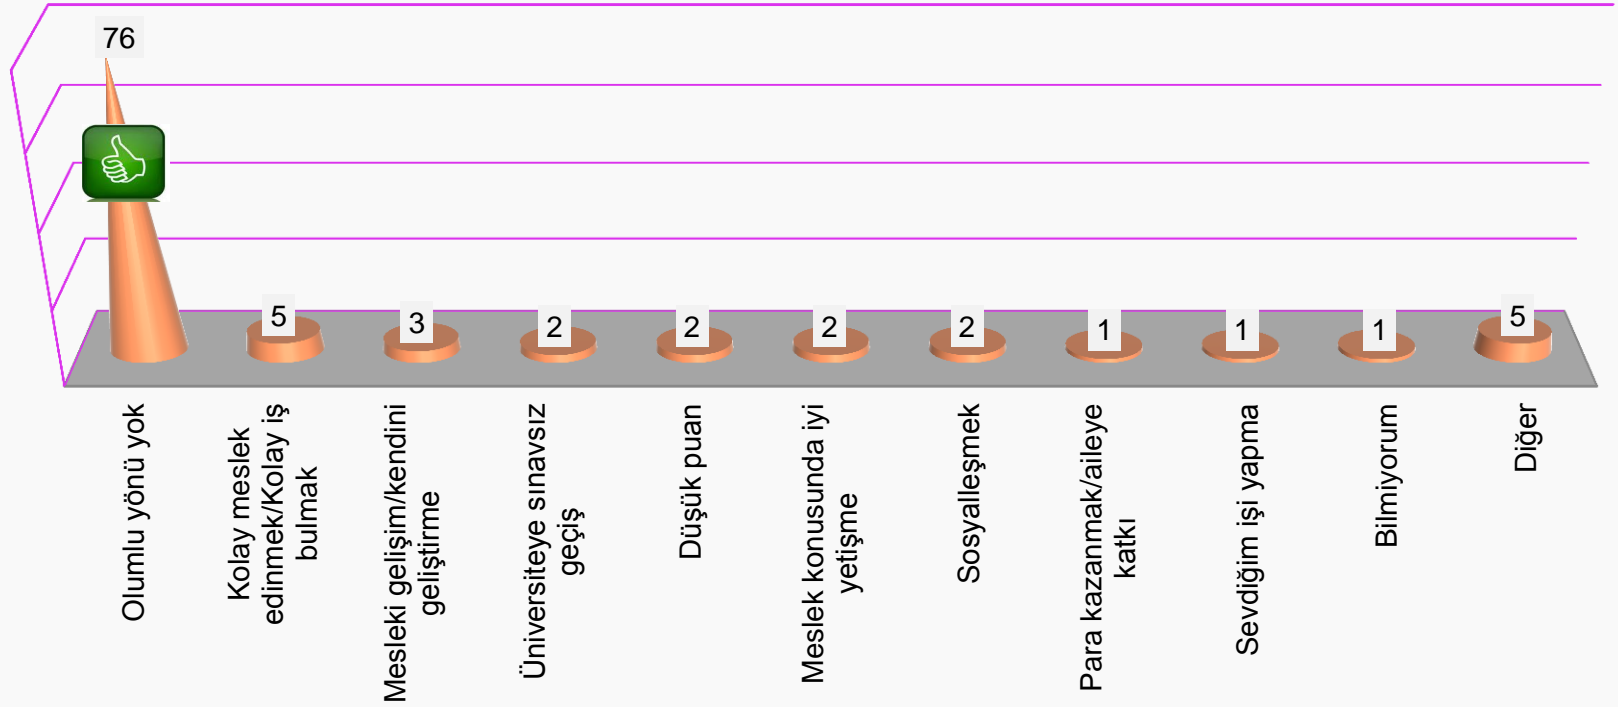 76
5
3
2
2
2
2
1
1
1
5
Olumlu yönü yok
Kolay meslek
edinmek/Kolay iş
bulmak
Mesleki gelişim/kendini
geliştirme
Üniversiteye sınavsız
geçiş
Düşük puan
Meslek konusunda iyi
yetişme
Sosyalleşmek
Para kazanmak/aileye
katkı
Sevdiğim işi yapma
Bilmiyorum
Diğer